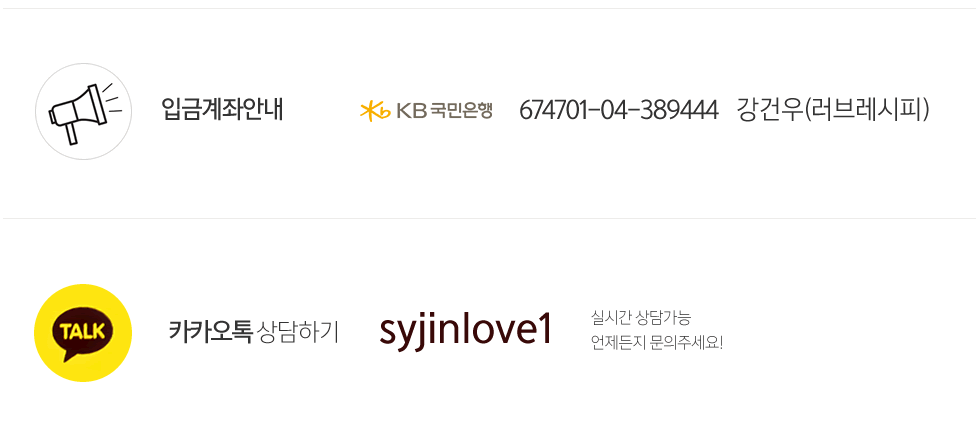 입금계좌안내 KB국민은행 674701-04-389444 강건우(러브레시피)
TALK
카카오톡 상담하기 syjinlove1
실시간 상담가능
언제든지 문의주세요!